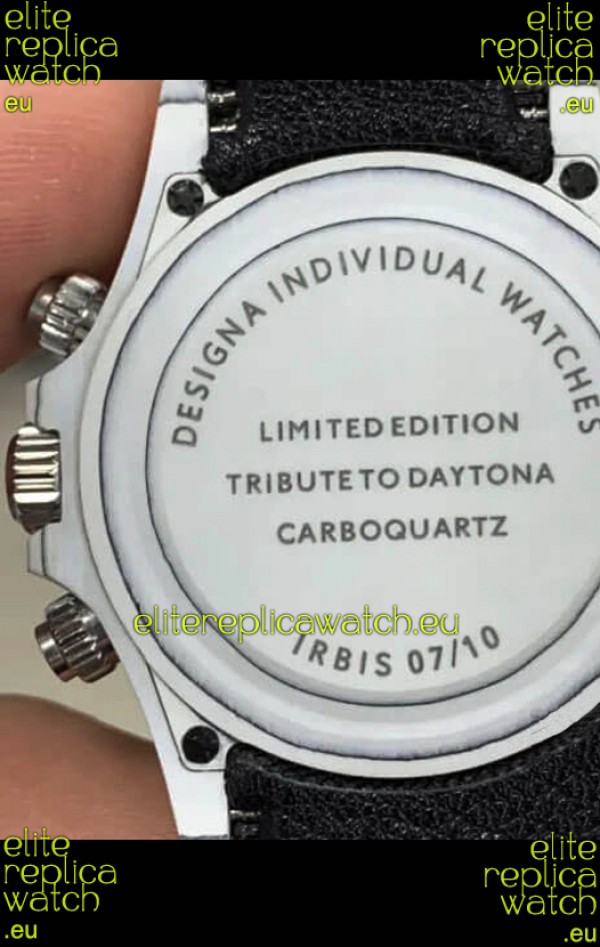 elite
replica
watch
.eu
elite
replica
watch
.eu
DESIGNA INDIVIDUAL WATCHES
LIMITED EDITION
TRIBUTE TO DAYTONA
CARBOQUARTZ
elitereplicawatch.eu
IRBIS 07/10
elite
replica
watch
.eu
elite
replica
watch
.eu